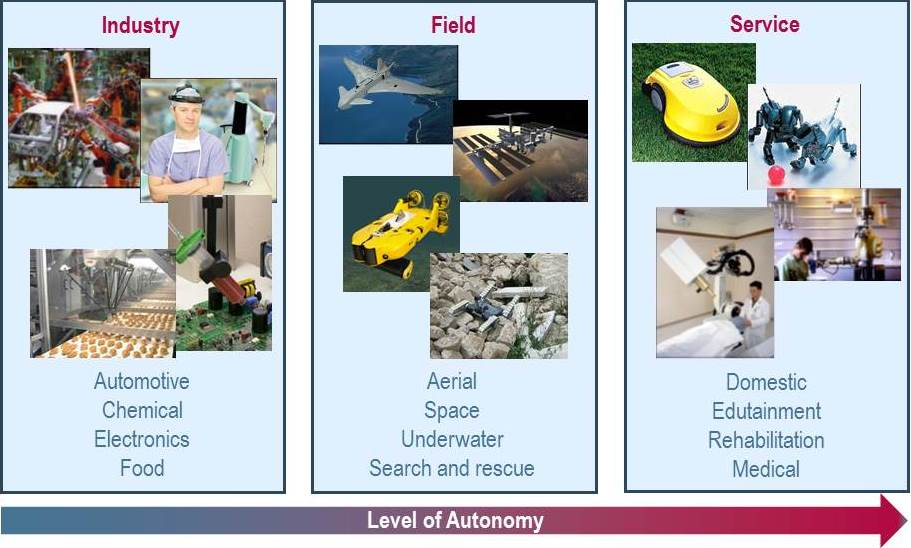 Industry
Automotive
Chemical
Electronics
Food
Field
Aerial
Space
Underwater
Search and rescue
Service
Domestic
Edutainment
Rehabilitation
Medical
Level of Autonomy